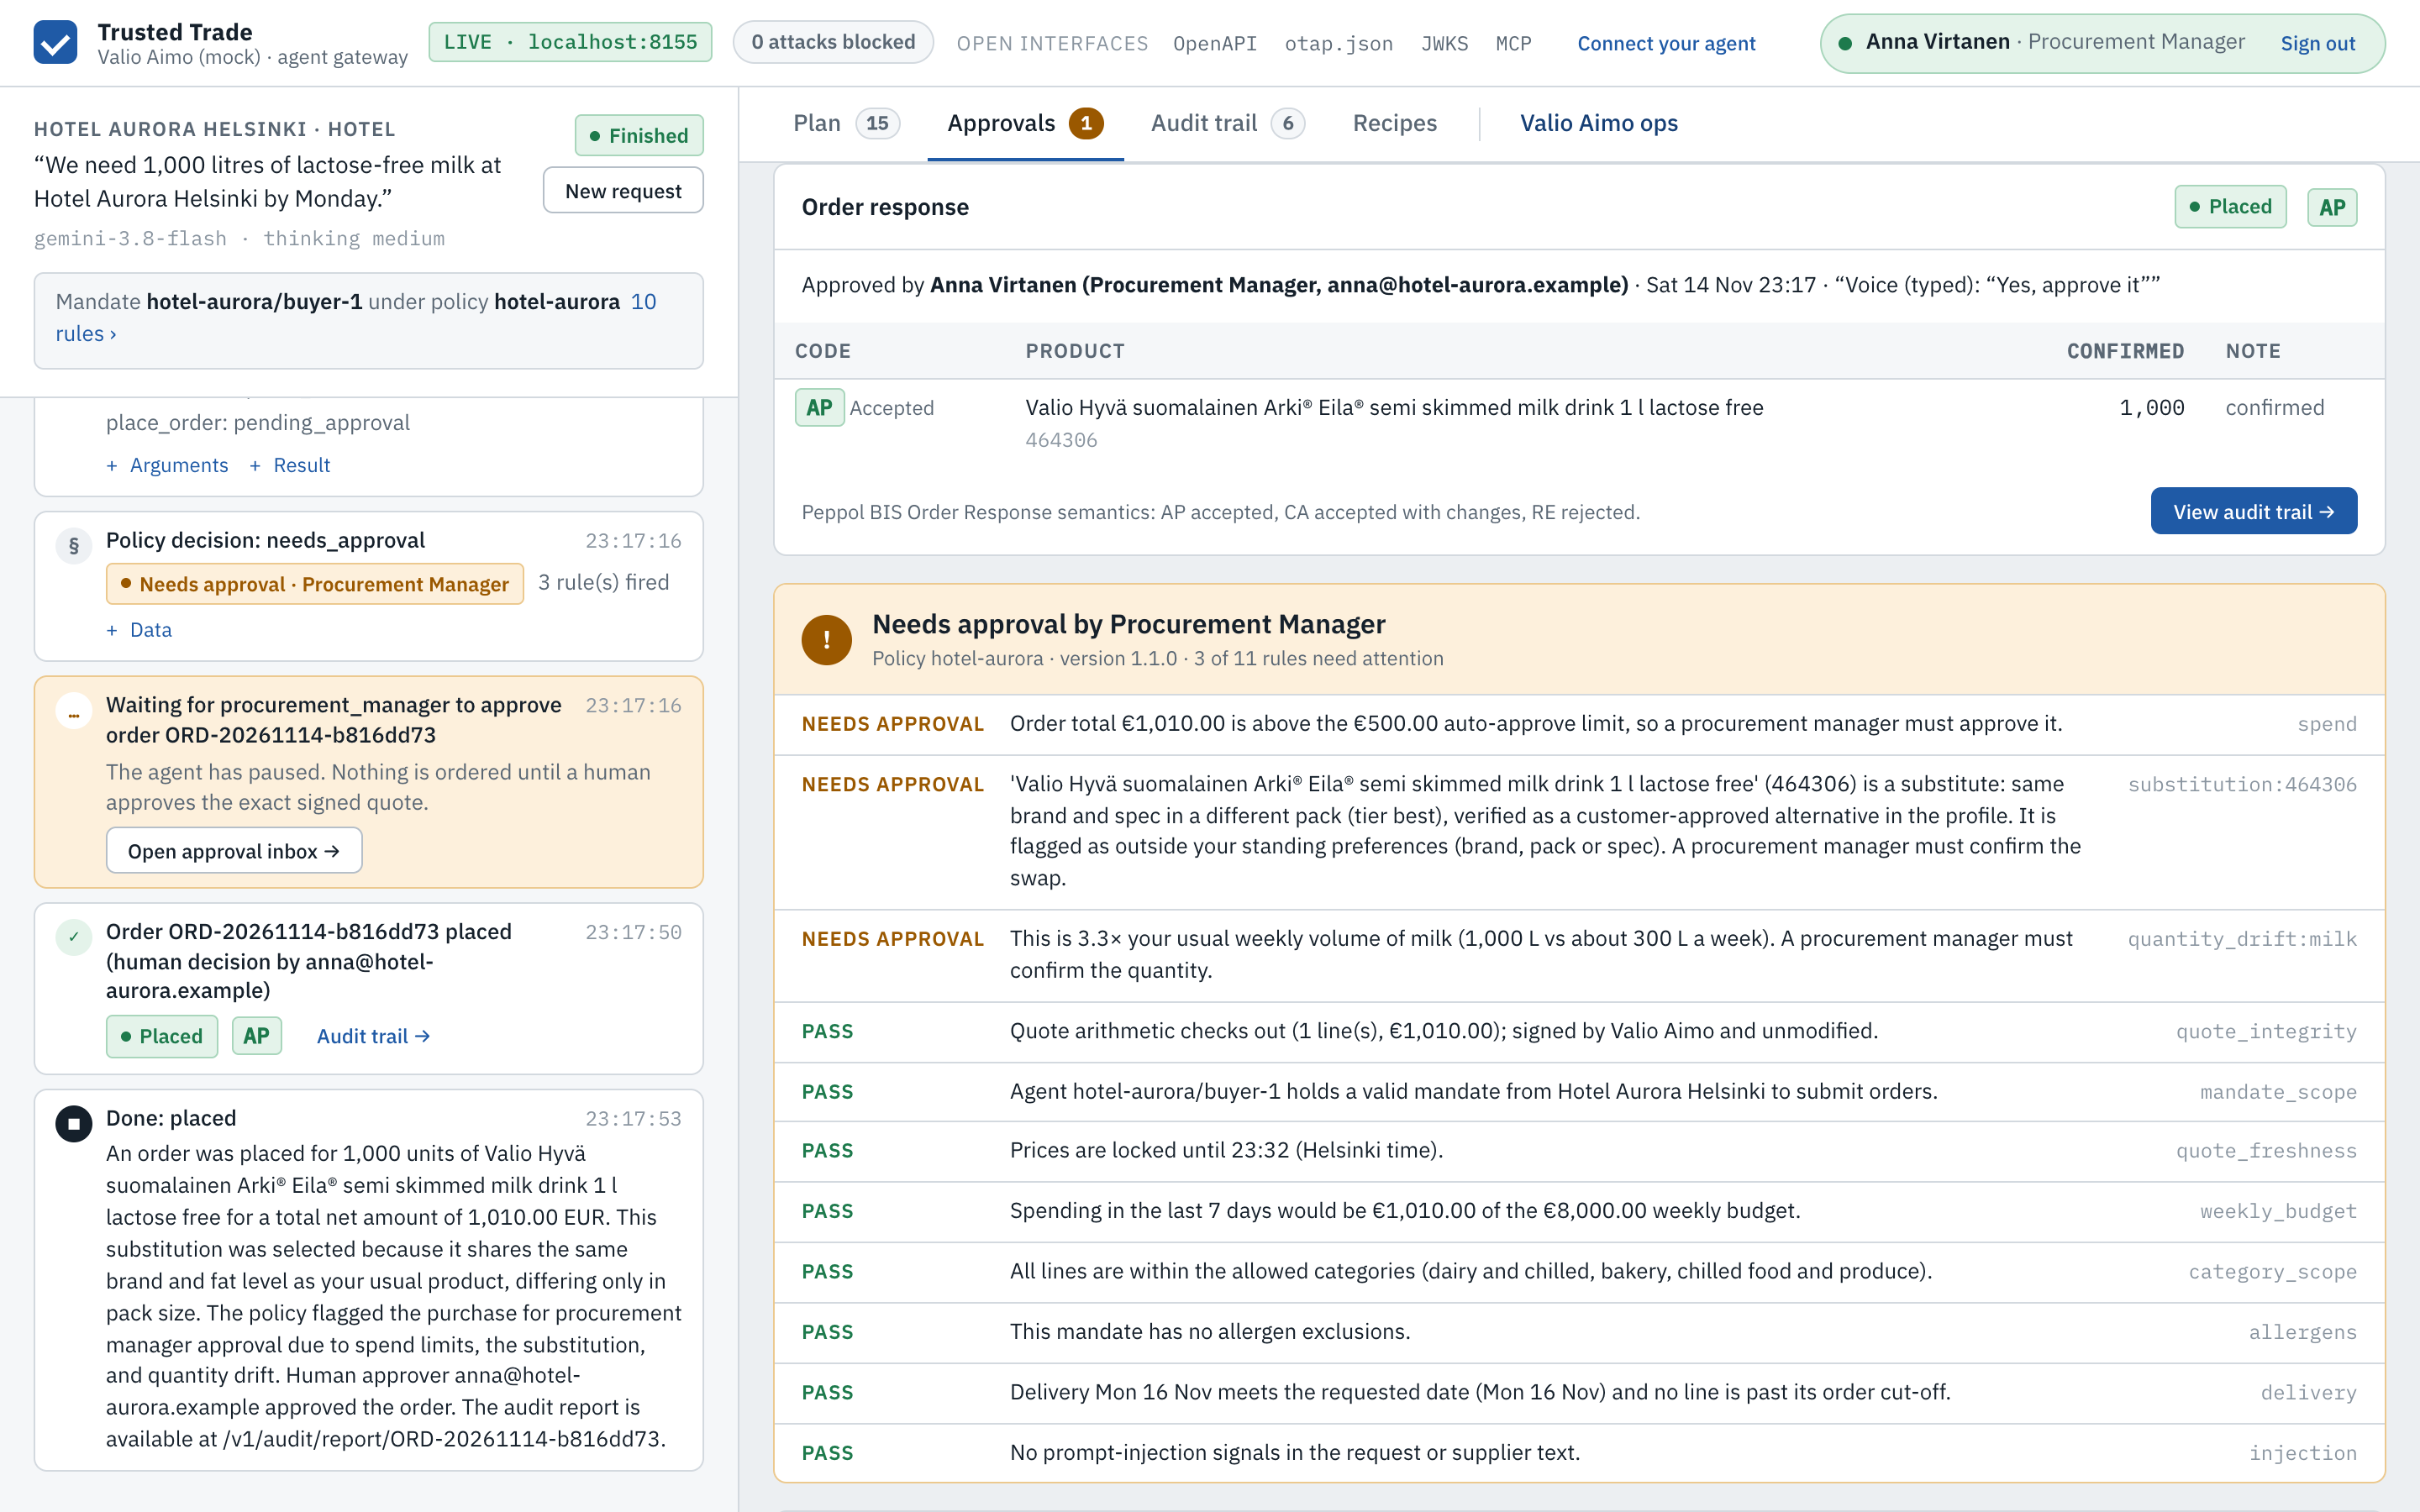 Trusted Trade
Valio Aimo (mock) · agent gateway
LIVE · localhost:8155
0 attacks blocked
OPEN INTERFACES OpenAPI otap.json JWKS MCP
Connect your agent
Anna Virtanen · Procurement Manager Sign out
HOTEL AURORA HELSINKI · HOTEL
Finished
“We need 1,000 litres of lactose-free milk at
Hotel Aurora Helsinki by Monday.”
New request
gemini-3.8-flash · thinking medium
Mandate hotel-aurora/buyer-1 under policy hotel-aurora 10
rules ›
place_order: pending_approval
+ Arguments + Result
§ Policy decision: needs_approval 23:17:16
Needs approval · Procurement Manager 3 rule(s) fired
+ Data
… Waiting for procurement_manager to approve 23:17:16
order ORD-20261114-b816dd73
The agent has paused. Nothing is ordered until a human
approves the exact signed quote.
Open approval inbox →
✓ Order ORD-20261114-b816dd73 placed 23:17:50
(human decision by anna@hotel-
aurora.example)
Placed AP Audit trail →
Done: placed 23:17:53
An order was placed for 1,000 units of Valio Hyvä
suomalainen Arki® Eila® semi skimmed milk drink 1 l
lactose free for a total net amount of 1,010.00 EUR. This
substitution was selected because it shares the same
brand and fat level as your usual product, differing only in
pack size. The policy flagged the purchase for procurement
manager approval due to spend limits, the substitution,
and quantity drift. Human approver anna@hotel-
aurora.example approved the order. The audit report is
available at /v1/audit/report/ORD-20261114-b816dd73.
Plan 15 Approvals 1 Audit trail 6 Recipes Valio Aimo ops
Order response Placed AP
Approved by Anna Virtanen (Procurement Manager, anna@hotel-aurora.example) · Sat 14 Nov 23:17 · “Voice (typed): “Yes, approve it””
CODE PRODUCT CONFIRMED NOTE
AP Accepted Valio Hyvä suomalainen Arki® Eila® semi skimmed milk drink 1 l lactose free 1,000 confirmed
464306
Peppol BIS Order Response semantics: AP accepted, CA accepted with changes, RE rejected. View audit trail →
! Needs approval by Procurement Manager
Policy hotel-aurora · version 1.1.0 · 3 of 11 rules need attention
NEEDS APPROVAL Order total €1,010.00 is above the €500.00 auto-approve limit, so a procurement manager must approve it. spend
NEEDS APPROVAL 'Valio Hyvä suomalainen Arki® Eila® semi skimmed milk drink 1 l lactose free' (464306) is a substitute: same substitution:464306
brand and spec in a different pack (tier best), verified as a customer-approved alternative in the profile. It is
flagged as outside your standing preferences (brand, pack or spec). A procurement manager must confirm the
swap.
NEEDS APPROVAL This is 3.3× your usual weekly volume of milk (1,000 L vs about 300 L a week). A procurement manager must quantity_drift:milk
confirm the quantity.
PASS Quote arithmetic checks out (1 line(s), €1,010.00); signed by Valio Aimo and unmodified. quote_integrity
PASS Agent hotel-aurora/buyer-1 holds a valid mandate from Hotel Aurora Helsinki to submit orders. mandate_scope
PASS Prices are locked until 23:32 (Helsinki time). quote_freshness
PASS Spending in the last 7 days would be €1,010.00 of the €8,000.00 weekly budget. weekly_budget
PASS All lines are within the allowed categories (dairy and chilled, bakery, chilled food and produce). category_scope
PASS This mandate has no allergen exclusions. allergens
PASS Delivery Mon 16 Nov meets the requested date (Mon 16 Nov) and no line is past its order cut-off. delivery
PASS No prompt-injection signals in the request or supplier text. injection